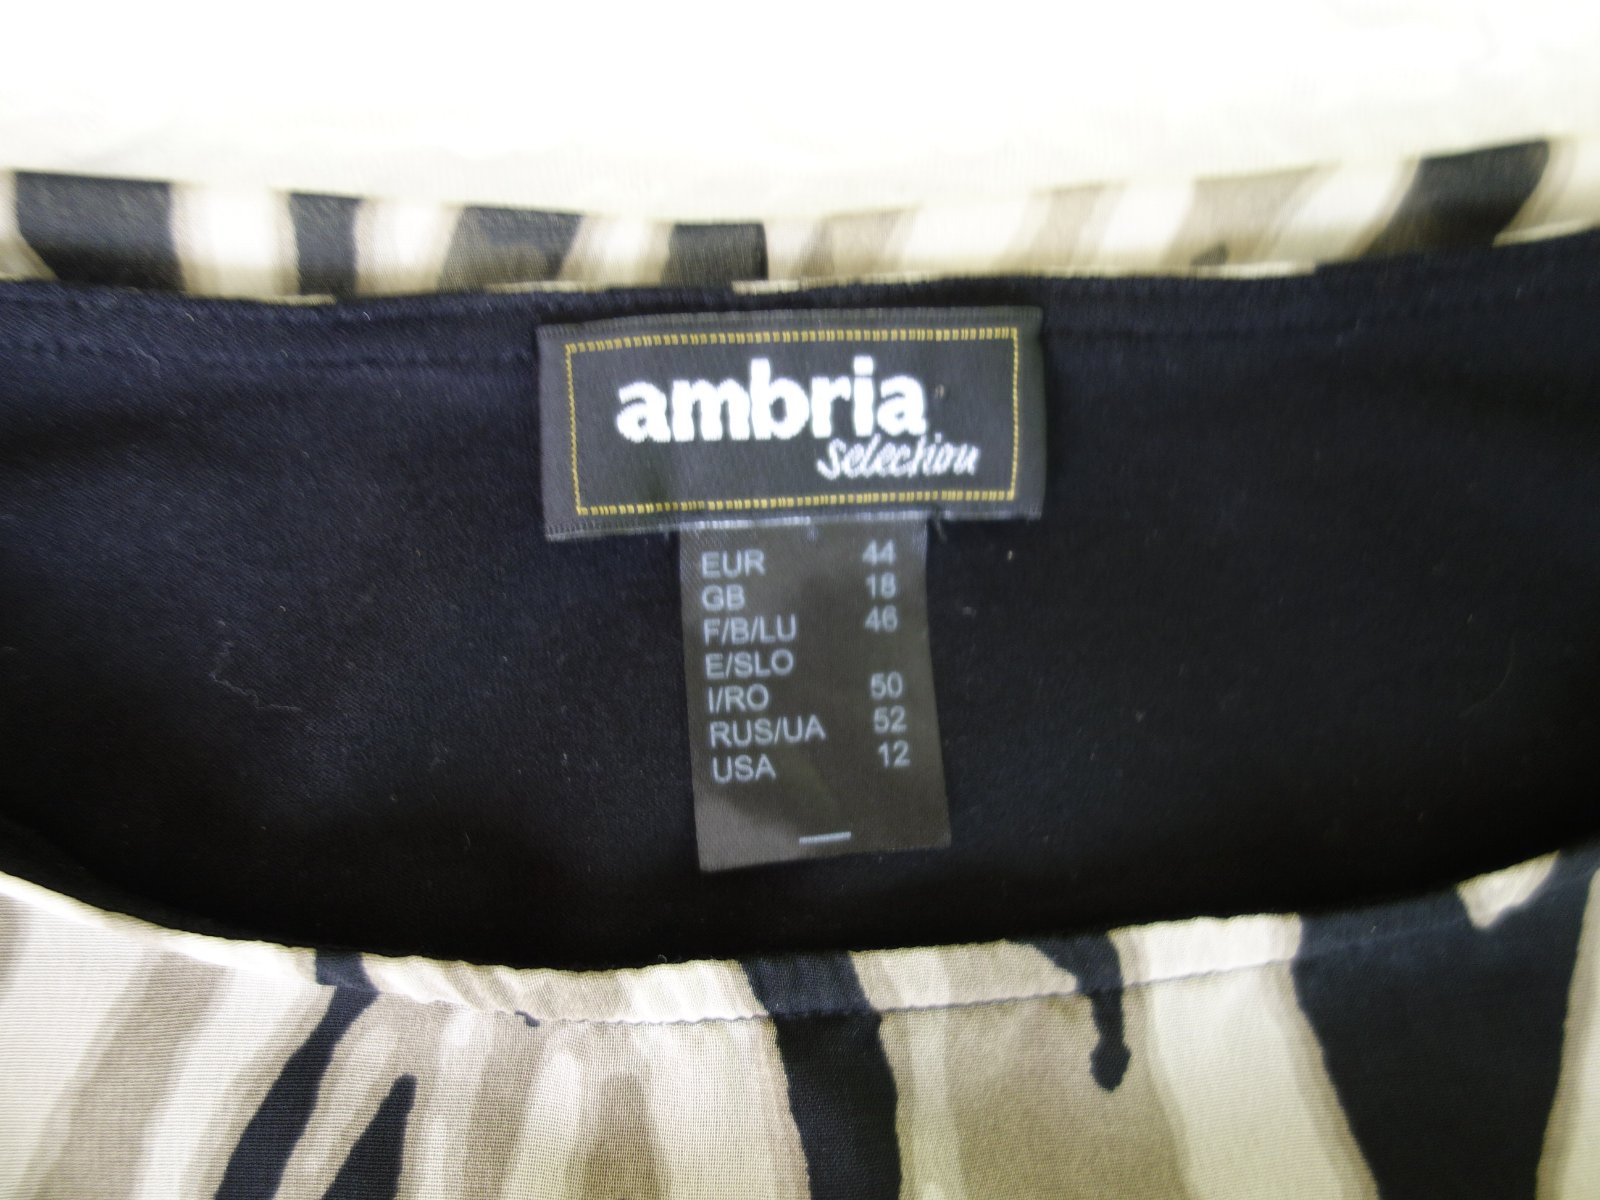 ambria
Selection
EUR 44
GB 18
F/B/LU 46
E/SLO
I/RO 50
RUS/UA 52
USA 12